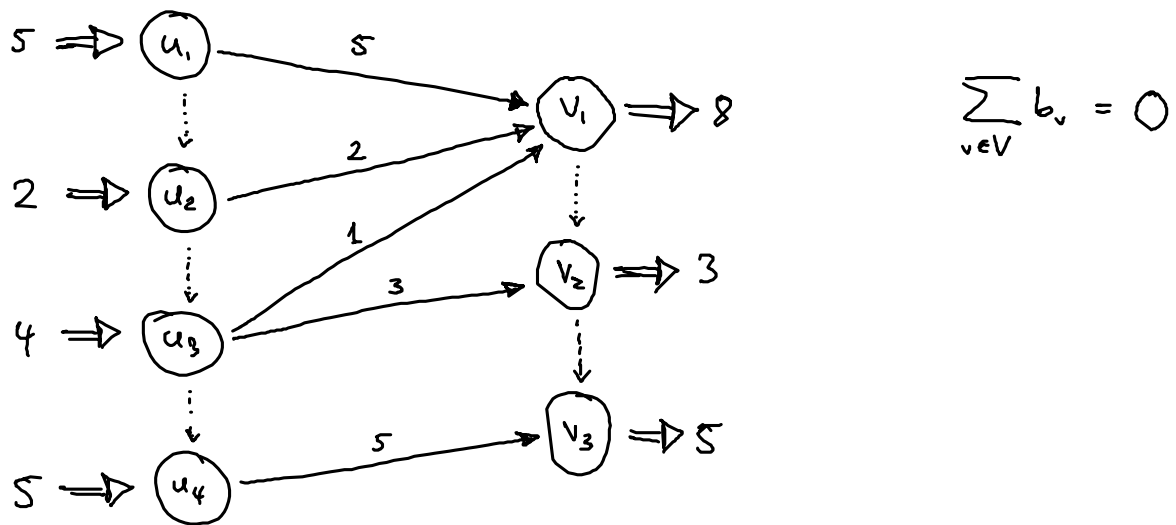 5 u₁ 5
v₁ 8
∑ b_v = 0
v∈V
2 u₂ 2
1
v₂ 3
4 u₃ 3
5 u₄ 5
v₃ 5